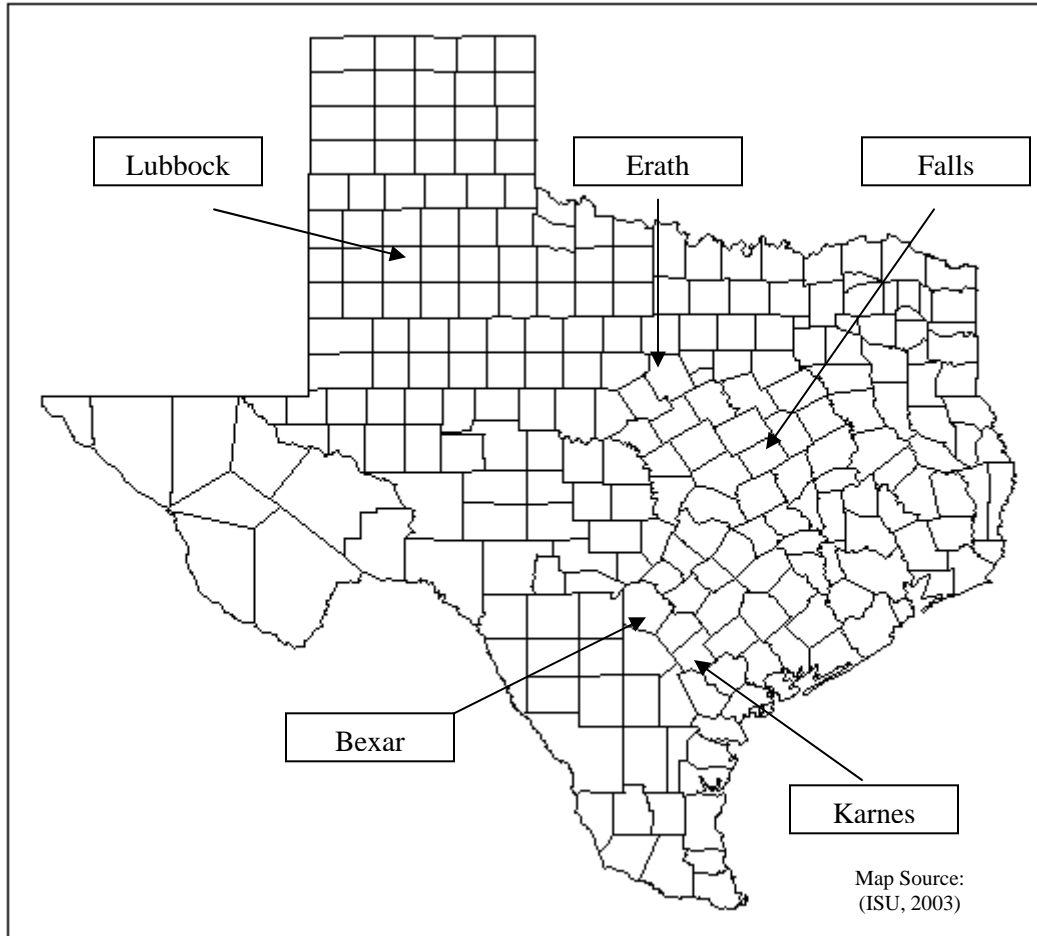 Lubbock
Erath
Falls
Bexar
Karnes
Map Source:
(ISU, 2003)